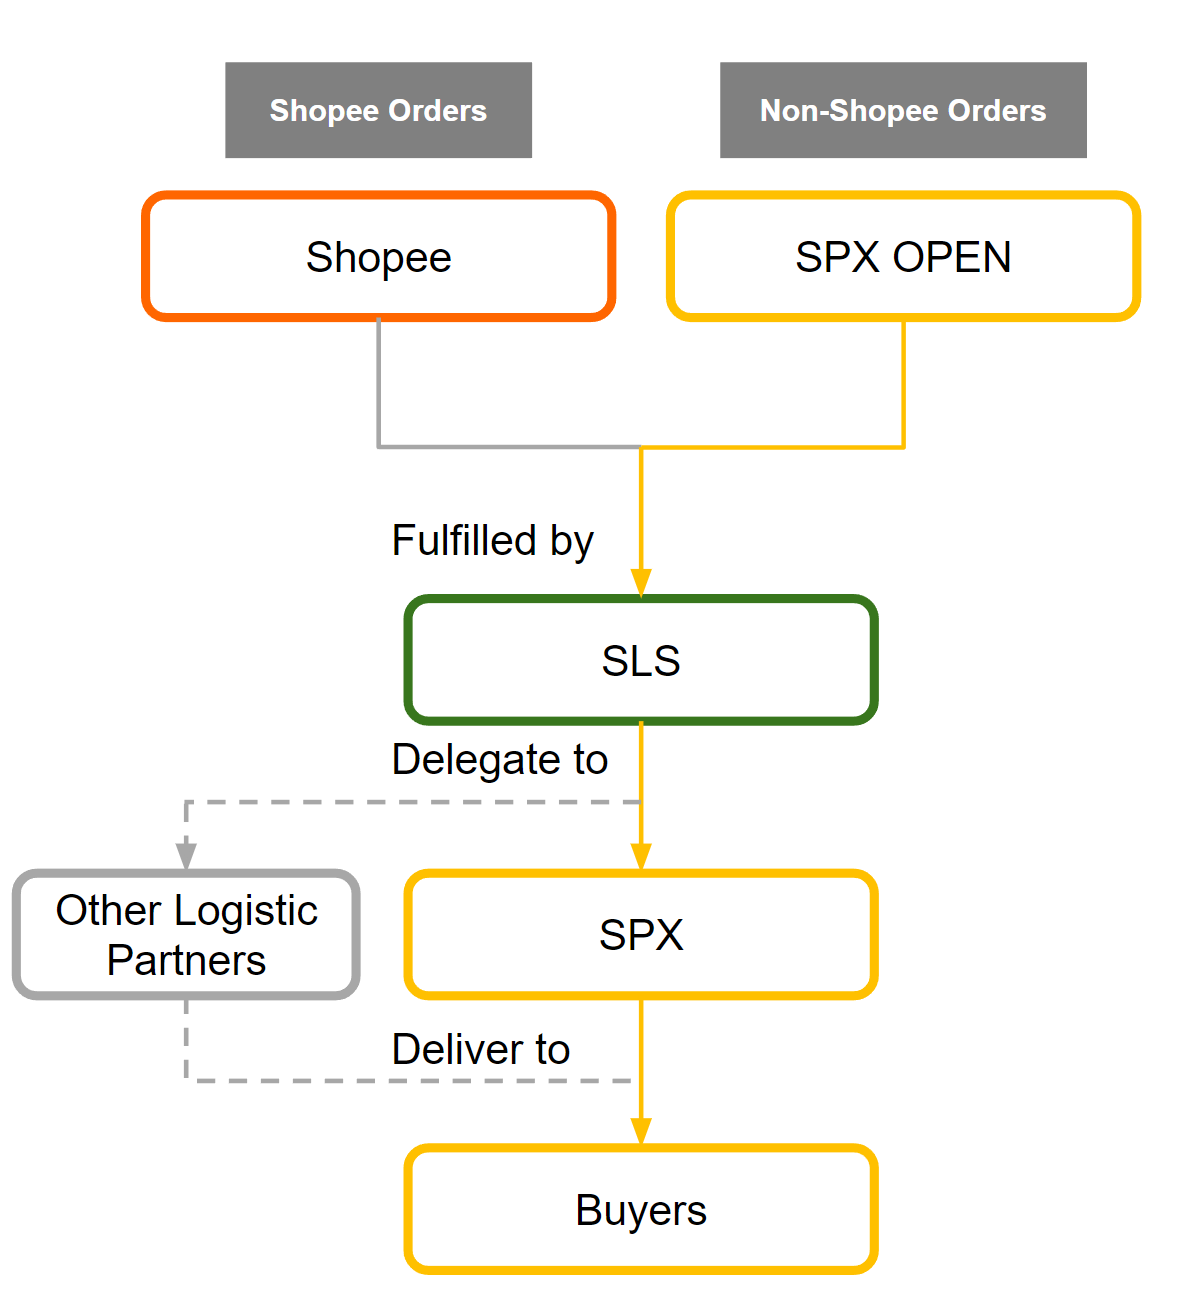 Shopee Orders
Non-Shopee Orders
Shopee
SPX OPEN
Fulfilled by
SLS
Delegate to
Other Logistic
Partners
SPX
Deliver to
Buyers